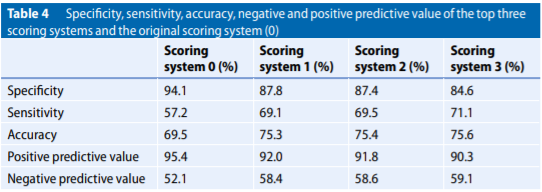 Table 4 Specificity, sensitivity, accuracy, negative and positive predictive value of the top three
scoring systems and the original scoring system (0)
Scoring system 0 (%) Scoring system 1 (%) Scoring system 2 (%) Scoring system 3 (%)
Specificity 94.1 87.8 87.4 84.6
Sensitivity 57.2 69.1 69.5 71.1
Accuracy 69.5 75.3 75.4 75.6
Positive predictive value 95.4 92.0 91.8 90.3
Negative predictive value 52.1 58.4 58.6 59.1